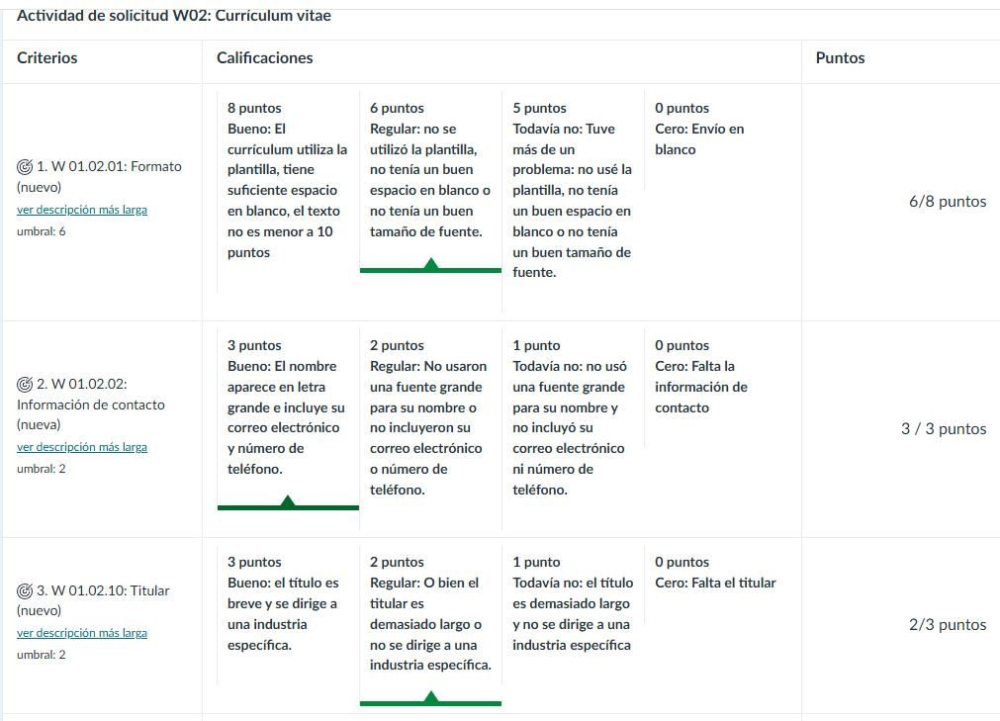 Actividad de solicitud W02: Currículum vitae
Criterios
Calificaciones
Puntos
1. W 01.02.01: Formato
(nuevo)
ver descripción más larga
umbral: 6
8 puntos
Bueno: El
currículum utiliza la
plantilla, tiene
suficiente espacio
en blanco, el texto
no es menor a 10
puntos
6 puntos
Regular: no se
utilizó la plantilla,
no tenía un buen
espacio en blanco o
no tenía un buen
tamaño de fuente.
5 puntos
Todavía no: Tuve
más de un
problema: no usé la
plantilla, no tenía
un buen espacio en
blanco o no tenía
un buen tamaño de
fuente.
0 puntos
Cero: Envío en
blanco
6/8 puntos
2. W 01.02.02:
Información de contacto
(nueva)
ver descripción más larga
umbral: 2
3 puntos
Bueno: El nombre
aparece en letra
grande e incluye su
correo electrónico
y número de
teléfono.
2 puntos
Regular: No usaron
una fuente grande
para su nombre o
no incluyeron su
correo electrónico
o número de
teléfono.
1 punto
Todavía no: no usó
una fuente grande
para su nombre y
no incluyó su
correo electrónico
ni número de
teléfono.
0 puntos
Cero: Falta la
información de
contacto
3 / 3 puntos
3. W 01.02.10: Titular
(nuevo)
ver descripción más larga
umbral: 2
3 puntos
Bueno: el título es
breve y se dirige a
una industria
específica.
2 puntos
Regular: O bien el
titular es
demasiado largo o
no se dirige a una
industria específica.
1 punto
Todavía no: el título
es demasiado largo
y no se dirige a una
industria específica
0 puntos
Cero: Falta el titular
2/3 puntos